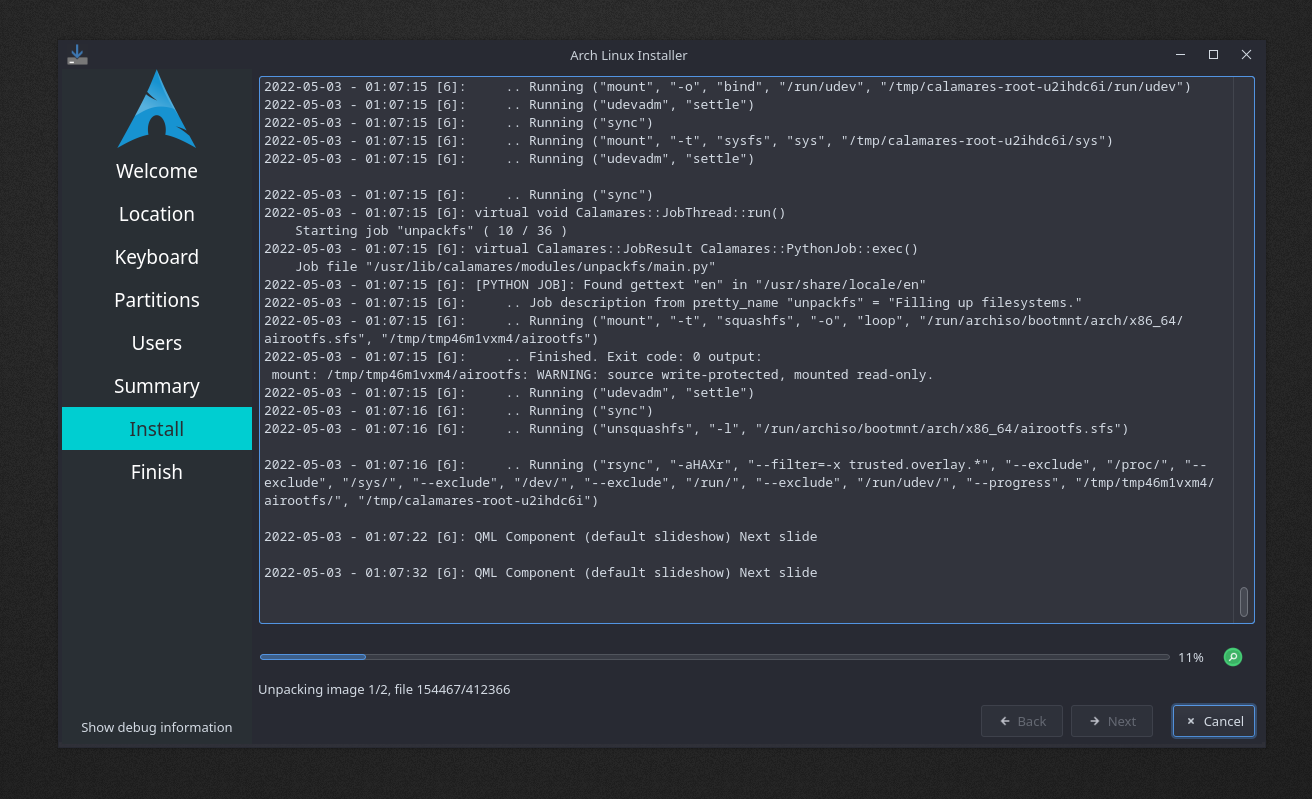 Arch Linux Installer
Welcome
Location
Keyboard
Partitions
Users
Summary
Install
Finish
Show debug information
2022-05-03 - 01:07:15 [6]:     .. Running ("mount", "-o", "bind", "/run/udev", "/tmp/calamares-root-u2ihdc6i/run/udev")
2022-05-03 - 01:07:15 [6]:     .. Running ("udevadm", "settle")
2022-05-03 - 01:07:15 [6]:     .. Running ("sync")
2022-05-03 - 01:07:15 [6]:     .. Running ("mount", "-t", "sysfs", "sys", "/tmp/calamares-root-u2ihdc6i/sys")
2022-05-03 - 01:07:15 [6]:     .. Running ("udevadm", "settle")
2022-05-03 - 01:07:15 [6]:     .. Running ("sync")
2022-05-03 - 01:07:15 [6]: virtual void Calamares::JobThread::run()
    Starting job "unpackfs" ( 10 / 36 )
2022-05-03 - 01:07:15 [6]: virtual Calamares::JobResult Calamares::PythonJob::exec()
    Job file "/usr/lib/calamares/modules/unpackfs/main.py"
2022-05-03 - 01:07:15 [6]: [PYTHON JOB]: Found gettext "en" in "/usr/share/locale/en"
2022-05-03 - 01:07:15 [6]:     .. Job description from pretty_name "unpackfs" = "Filling up filesystems."
2022-05-03 - 01:07:15 [6]:     .. Running ("mount", "-t", "squashfs", "-o", "loop", "/run/archiso/bootmnt/arch/x86_64/
airootfs.sfs", "/tmp/tmp46m1vxm4/airootfs")
2022-05-03 - 01:07:15 [6]:     .. Finished. Exit code: 0 output:
 mount: /tmp/tmp46m1vxm4/airootfs: WARNING: source write-protected, mounted read-only.
2022-05-03 - 01:07:15 [6]:     .. Running ("udevadm", "settle")
2022-05-03 - 01:07:16 [6]:     .. Running ("sync")
2022-05-03 - 01:07:16 [6]:     .. Running ("unsquashfs", "-l", "/run/archiso/bootmnt/arch/x86_64/airootfs.sfs")
2022-05-03 - 01:07:16 [6]:     .. Running ("rsync", "-aHAXr", "--filter=-x trusted.overlay.*", "--exclude", "/proc/", "--
exclude", "/sys/", "--exclude", "/dev/", "--exclude", "/run/", "--exclude", "/run/udev/", "--progress", "/tmp/tmp46m1vxm4/
airootfs/", "/tmp/calamares-root-u2ihdc6i")
2022-05-03 - 01:07:22 [6]: QML Component (default slideshow) Next slide
2022-05-03 - 01:07:32 [6]: QML Component (default slideshow) Next slide
11%
Unpacking image 1/2, file 154467/412366
Back
Next
Cancel